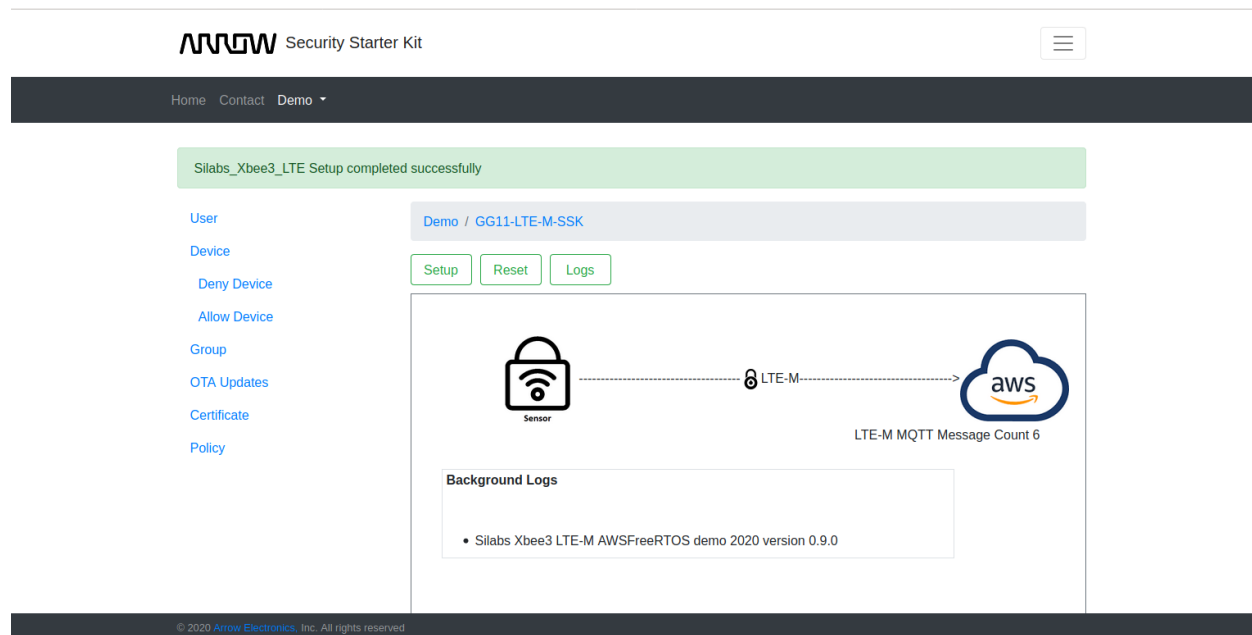 ARROW Security Starter Kit
Home Contact Demo
Silabs_Xbee3_LTE Setup completed successfully
User
Device
Deny Device
Allow Device
Group
OTA Updates
Certificate
Policy
Demo / GG11-LTE-M-SSK
Setup Reset Logs
Sensor
------------------------------------- LTE-M----------------------------------->
aws
LTE-M MQTT Message Count 6
Background Logs
• Silabs Xbee3 LTE-M AWSFreeRTOS demo 2020 version 0.9.0
© 2020 Arrow Electronics, Inc. All rights reserved